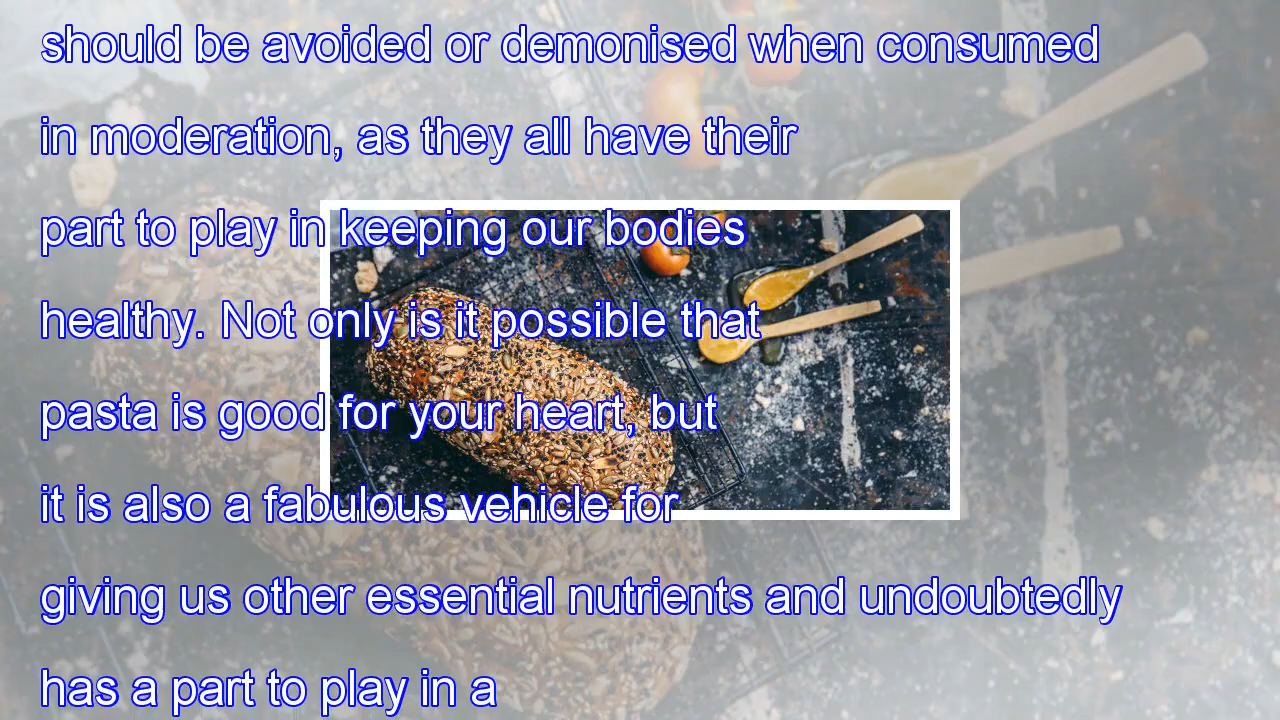 should be avoided or demonised when consumed
in moderation, as they all have their
part to play in keeping our bodies
healthy. Not only is it possible that
pasta is good for your heart, but
it is also a fabulous vehicle for
giving us other essential nutrients and undoubtedly
has a part to play in a